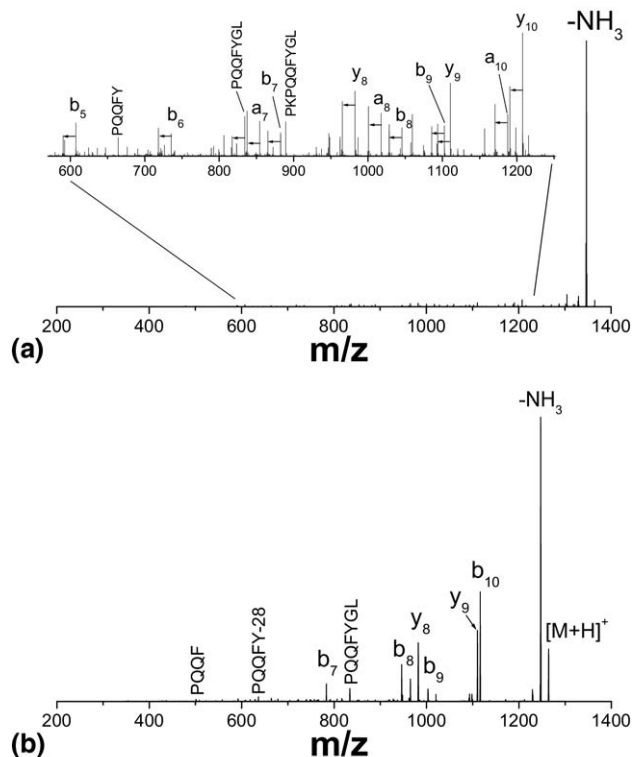 -NH3
y10
PQQFYGL
PKPQQFYGL
y8
b9
y9
a10
b7
b5
PQQFY
b6
a7
a8
b8
600 700 800 900 1000 1100 1200
200 400 600 800 1000 1200 1400
(a) m/z
-NH3
b10
y9
PQQFYGL
PQQFY-28
PQQF
y8
[M+H]+
b8
b7
b9
200 400 600 800 1000 1200 1400
(b) m/z